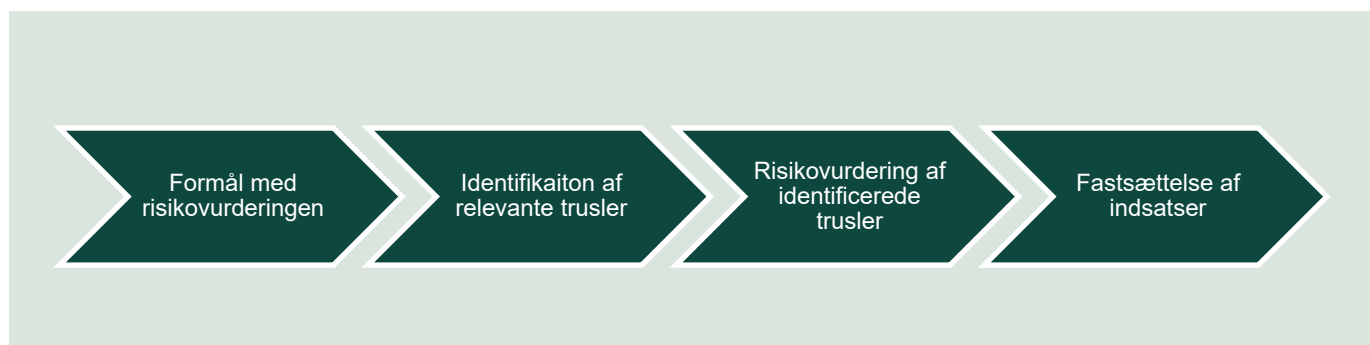 Formål med
risikovurderingen
Identifikaiton af
relevante trusler
Risikovurdering af
identificerede
trusler
Fastsættelse af
indsatser